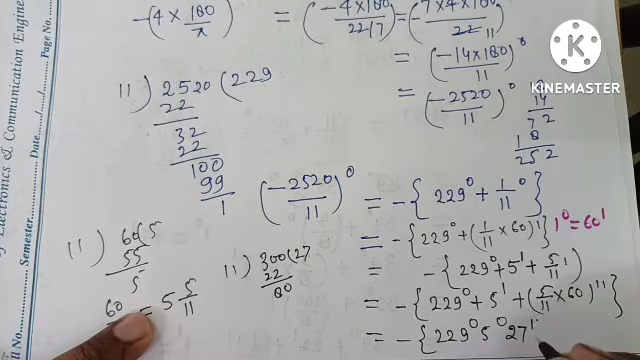 -(4 × 180/π) = (-4×180/22/7) = (-7×4×180/22 11)
= (-14×180/11)°
= (-2520/11)°
11) 2520 (229
22
32
22
100
99
1
14
72
18
252
(-2520/11)° = -{229° + 1/11°}
= -{229° + (1/11 × 60)'} 1° = 60'
= -{229° + 5' + 5/11'}
= -{229° + 5' + (5/11 × 60)''}
= -{229° 5° 27''
11) 60(5
55
5
60 = 5 5/11
11) 300(27
22
80
KINEMASTER
Electronics & Communication Engine
Page No.
Date
Semester
ll No